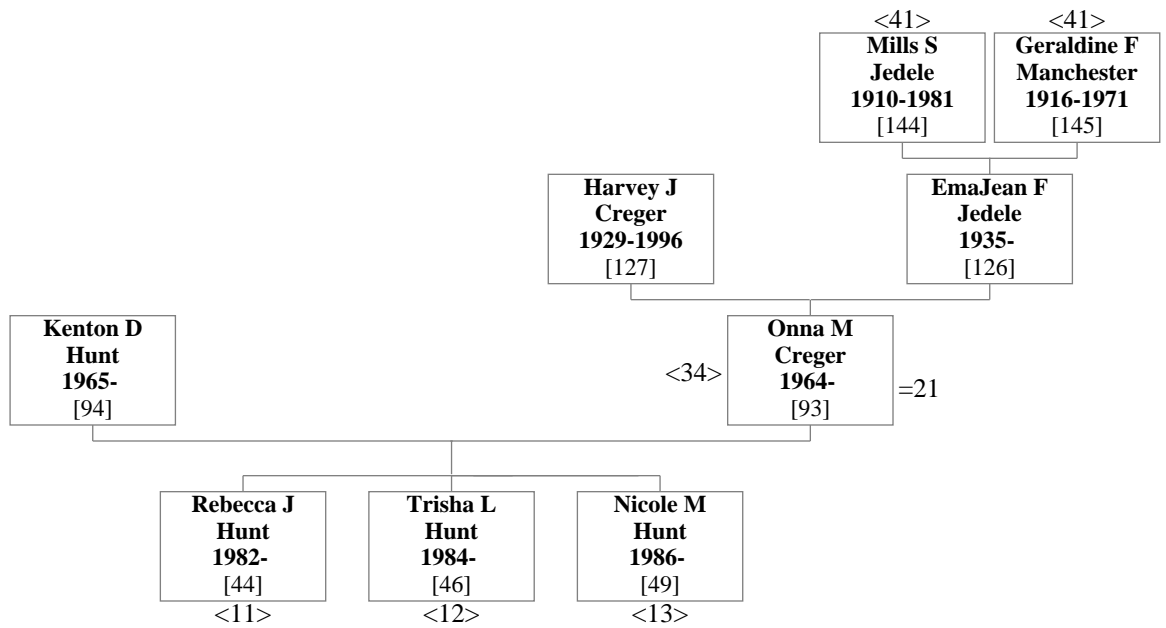 <41>
Mills S
Jedele
1910-1981
[144]
<41>
Geraldine F
Manchester
1916-1971
[145]
Harvey J
Creger
1929-1996
[127]
EmaJean F
Jedele
1935-
[126]
Kenton D
Hunt
1965-
[94]
<34>
Onna M
Creger
1964-
[93]
=21
Rebecca J
Hunt
1982-
[44]
<11>
Trisha L
Hunt
1984-
[46]
<12>
Nicole M
Hunt
1986-
[49]
<13>